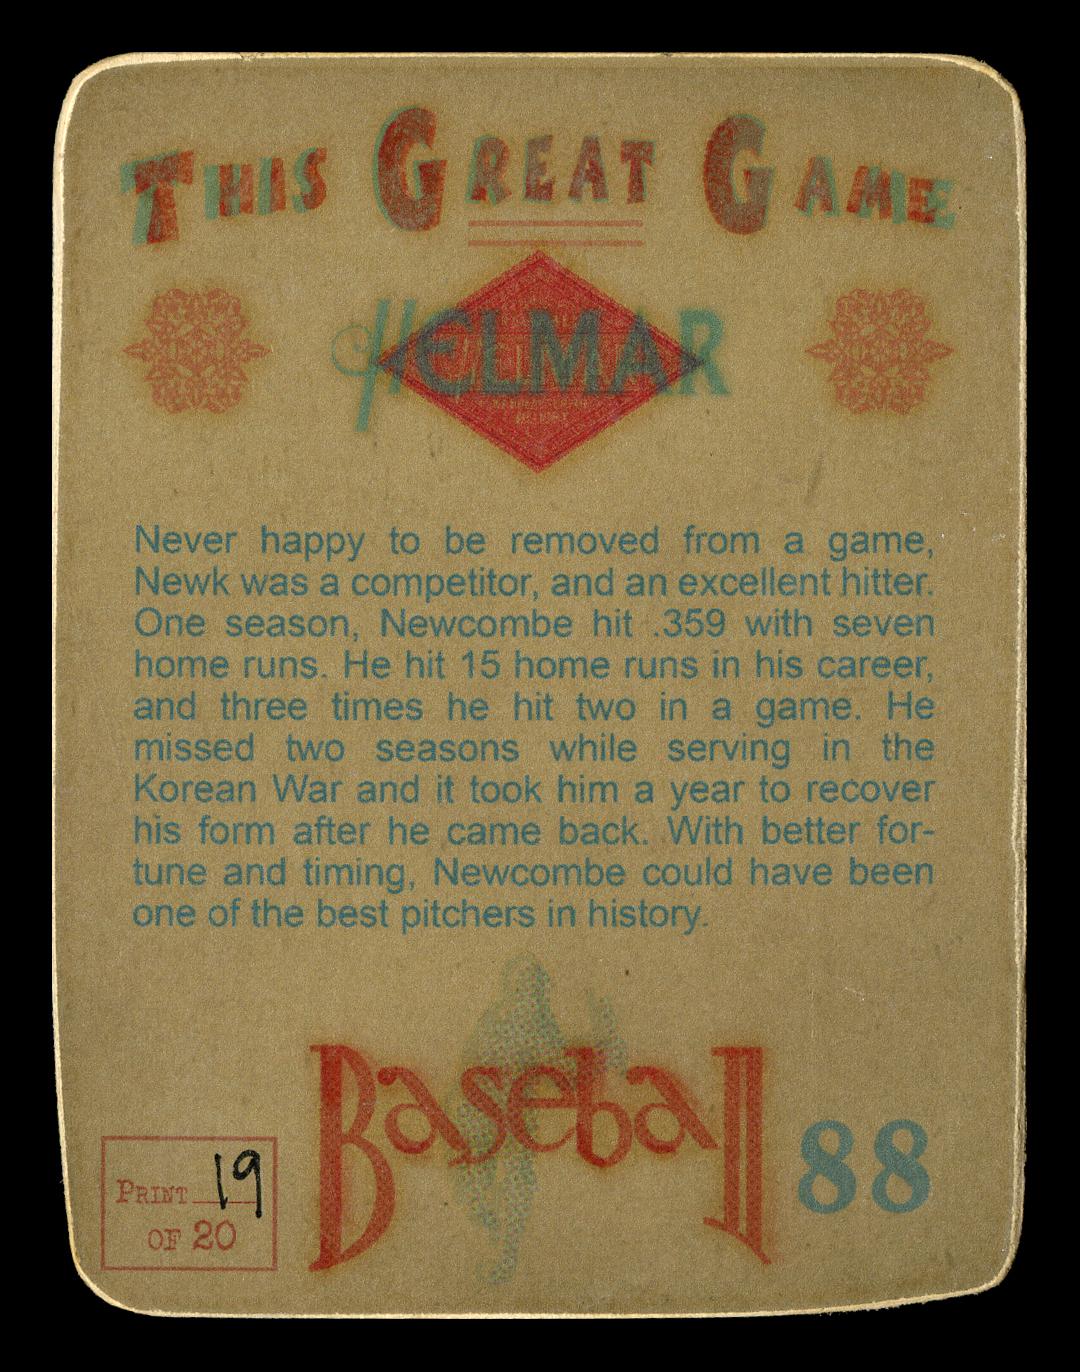 THIS GREAT GAME
HELMAR
Never happy to be removed from a game,
Newk was a competitor, and an excellent hitter.
One season, Newcombe hit .359 with seven
home runs. He hit 15 home runs in his career,
and three times he hit two in a game. He
missed two seasons while serving in the
Korean War and it took him a year to recover
his form after he came back. With better for-
tune and timing, Newcombe could have been
one of the best pitchers in history.
Baseball
88
PRINT 19
OF 20